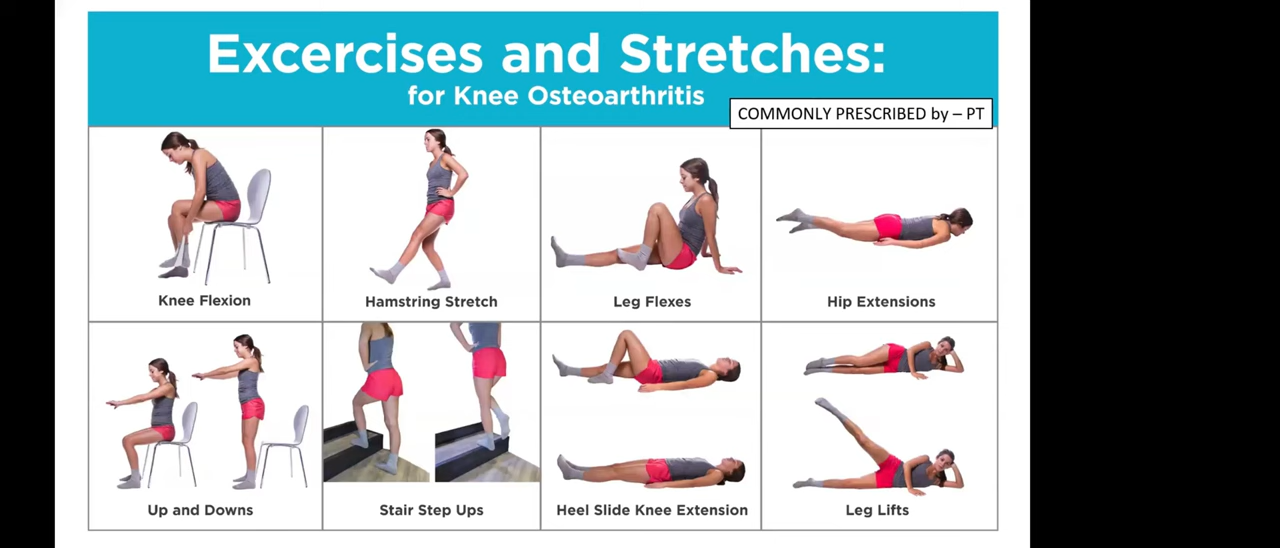 Excercises and Stretches:
for Knee Osteoarthritis
COMMONLY PRESCRIBED by – PT
Knee Flexion
Hamstring Stretch
Leg Flexes
Hip Extensions
Up and Downs
Stair Step Ups
Heel Slide Knee Extension
Leg Lifts